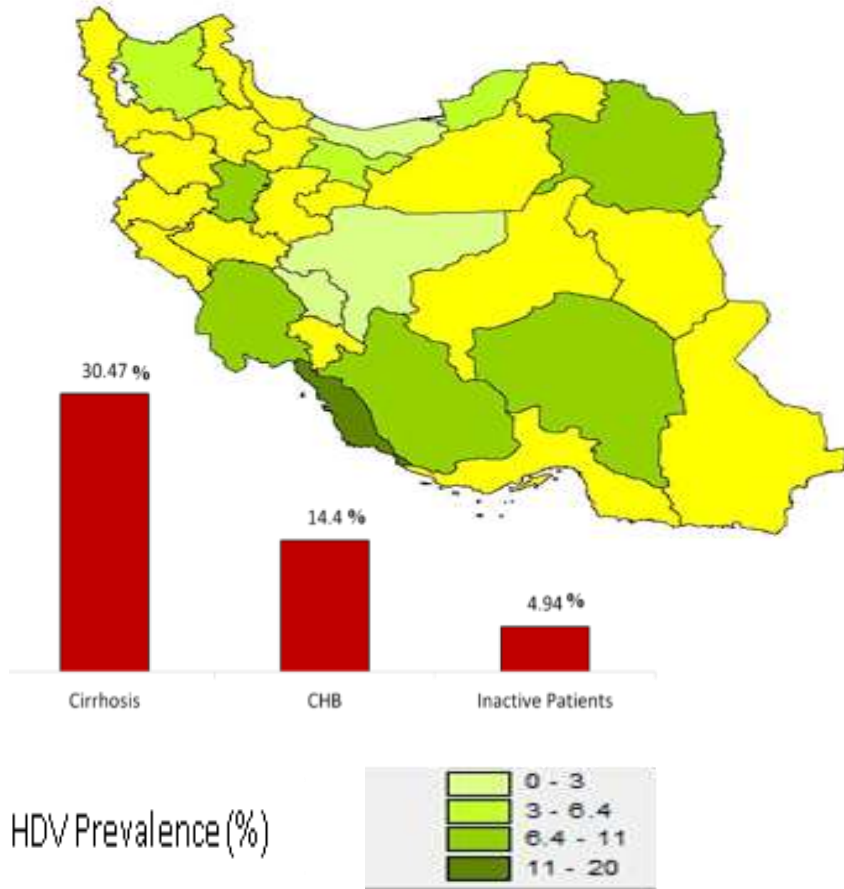 30.47 %
14.4 %
4.94 %
Cirrhosis
CHB
Inactive Patients
HDV Prevalence (%)
0 - 3
3 - 6.4
6.4 - 11
11 - 20